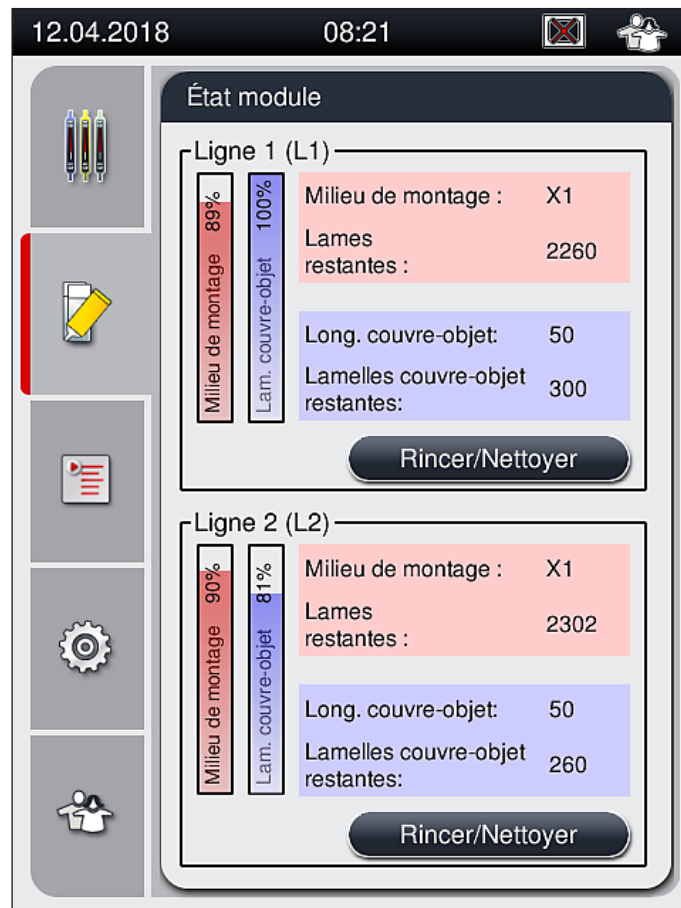 12.04.2018 08:21
État module
Ligne 1 (L1)
Milieu de montage 89%
Lam. couvre-objet 100%
Milieu de montage : X1
Lames
restantes : 2260
Long. couvre-objet: 50
Lamelles couvre-objet
restantes: 300
Rincer/Nettoyer
Ligne 2 (L2)
Milieu de montage 90%
Lam. couvre-objet 81%
Milieu de montage : X1
Lames
restantes : 2302
Long. couvre-objet: 50
Lamelles couvre-objet
restantes: 260
Rincer/Nettoyer